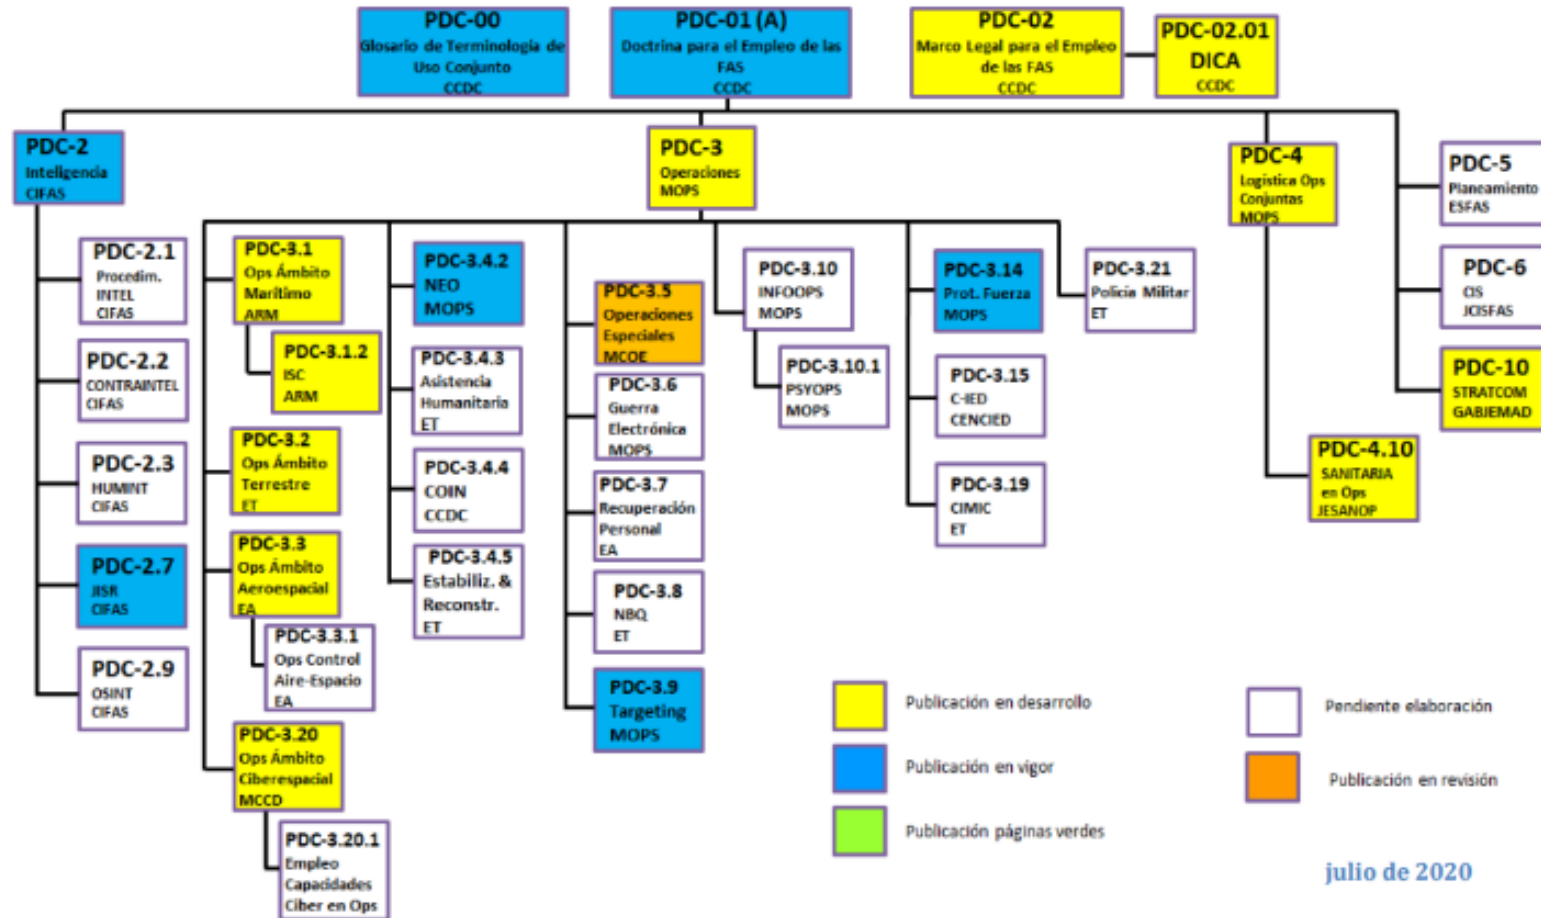 PDC-00
Glosario de Terminología de
Uso Conjunto
CCDC
PDC-01 (A)
Doctrina para el Empleo de las
FAS
CCDC
PDC-02
Marco Legal para el Empleo
de las FAS
CCDC
PDC-02.01
DICA
CCDC
PDC-2
Inteligencia
CIFAS
PDC-3
Operaciones
MOPS
PDC-4
Logística Ops
Conjuntas
MOPS
PDC-5
Planeamiento
ESFAS
PDC-6
CIS
JCISFAS
PDC-10
STRATCOM
GABJEMAD
PDC-2.1
Procedim.
INTEL
CIFAS
PDC-2.2
CONTRAINTEL
CIFAS
PDC-2.3
HUMINT
CIFAS
PDC-2.7
JISR
CIFAS
PDC-2.9
OSINT
CIFAS
PDC-3.1
Ops Ámbito
Marítimo
ARM
PDC-3.1.2
ISC
ARM
PDC-3.2
Ops Ámbito
Terrestre
ET
PDC-3.3
Ops Ámbito
Aeroespacial
EA
PDC-3.3.1
Ops Control
Aire-Espacio
EA
PDC-3.20
Ops Ámbito
Ciberespacial
MCCD
PDC-3.20.1
Empleo
Capacidades
Ciber en Ops
PDC-3.4.2
NEO
MOPS
PDC-3.4.3
Asistencia
Humanitaria
ET
PDC-3.4.4
COIN
CCDC
PDC-3.4.5
Estabiliz. &
Reconstr.
ET
PDC-3.5
Operaciones
Especiales
MCOE
PDC-3.6
Guerra
Electrónica
MOPS
PDC-3.7
Recuperación
Personal
EA
PDC-3.8
NBQ
ET
PDC-3.9
Targeting
MOPS
PDC-3.10
INFOOPS
MOPS
PDC-3.10.1
PSYOPS
MOPS
PDC-3.14
Prot. Fuerza
MOPS
PDC-3.15
C-IED
CENCIED
PDC-3.19
CIMIC
ET
PDC-3.21
Policía Militar
ET
PDC-4.10
SANITARIA
en Ops
JESANOP
Publicación en desarrollo
Publicación en vigor
Publicación páginas verdes
Pendiente elaboración
Publicación en revisión
julio de 2020